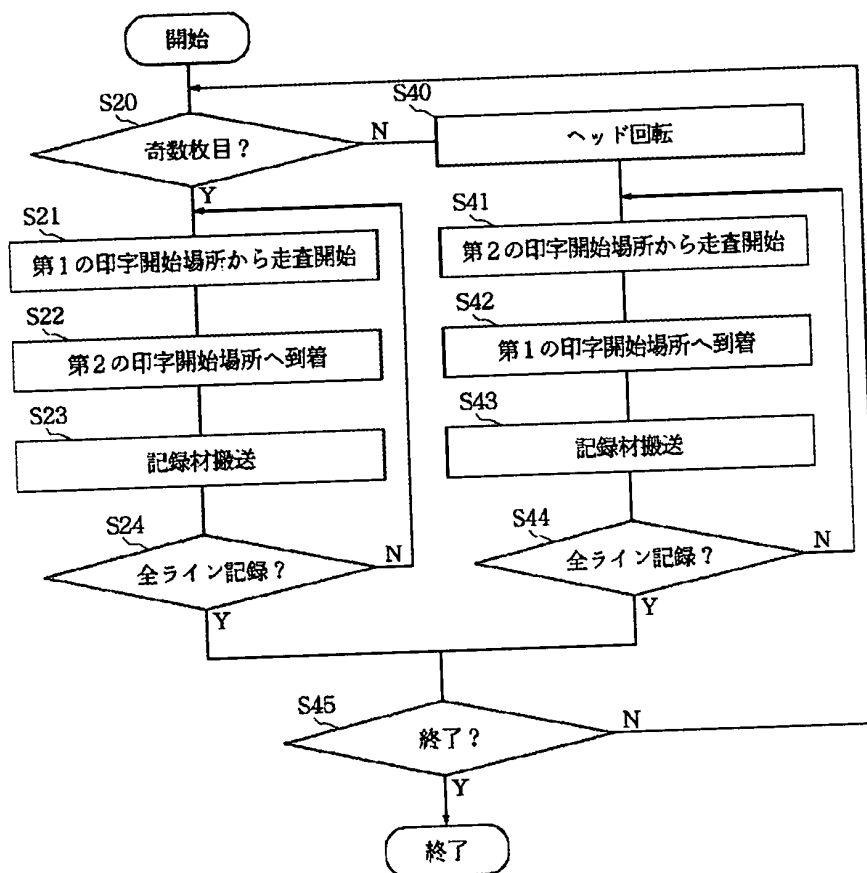 開始
S20
奇数枚目?
N
Y
S40
ヘッド回転
S21
第1の印字開始場所から走査開始
S22
第2の印字開始場所へ到着
S23
記録材搬送
S24
全ライン記録?
N
Y
S41
第2の印字開始場所から走査開始
S42
第1の印字開始場所へ到着
S43
記録材搬送
S44
全ライン記録?
N
Y
S45
終了?
N
Y
終了